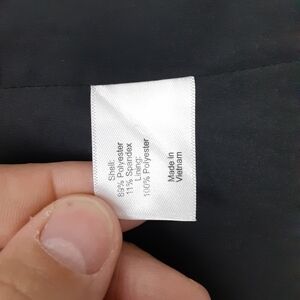 Shell:
89% Polyester
11% Spandex
Lining:
100% Polyester
Made in
Vietnam